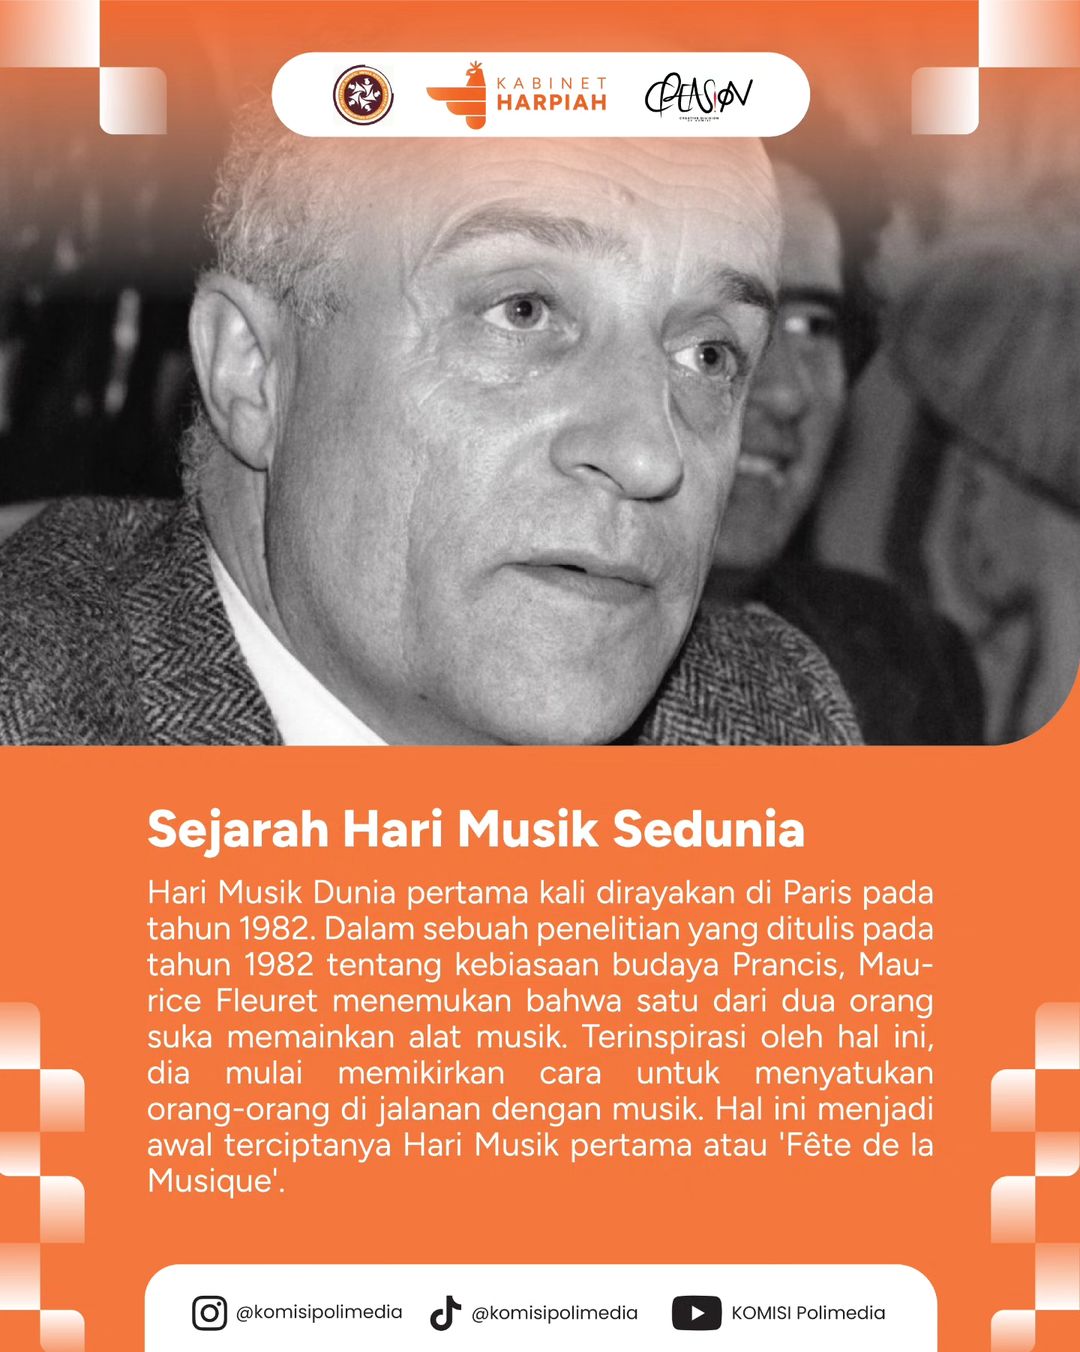 KABINET
HARPIAH
CREASION
Sejarah Hari Musik Sedunia
Hari Musik Dunia pertama kali dirayakan di Paris pada
tahun 1982. Dalam sebuah penelitian yang ditulis pada
tahun 1982 tentang kebiasaan budaya Prancis, Mau-
rice Fleuret menemukan bahwa satu dari dua orang
suka memainkan alat musik. Terinspirasi oleh hal ini,
dia mulai memikirkan cara untuk menyatukan
orang-orang di jalanan dengan musik. Hal ini menjadi
awal terciptanya Hari Musik pertama atau 'Fête de la
Musique'.
@komisipolimedia
@komisipolimedia
KOMISI Polimedia